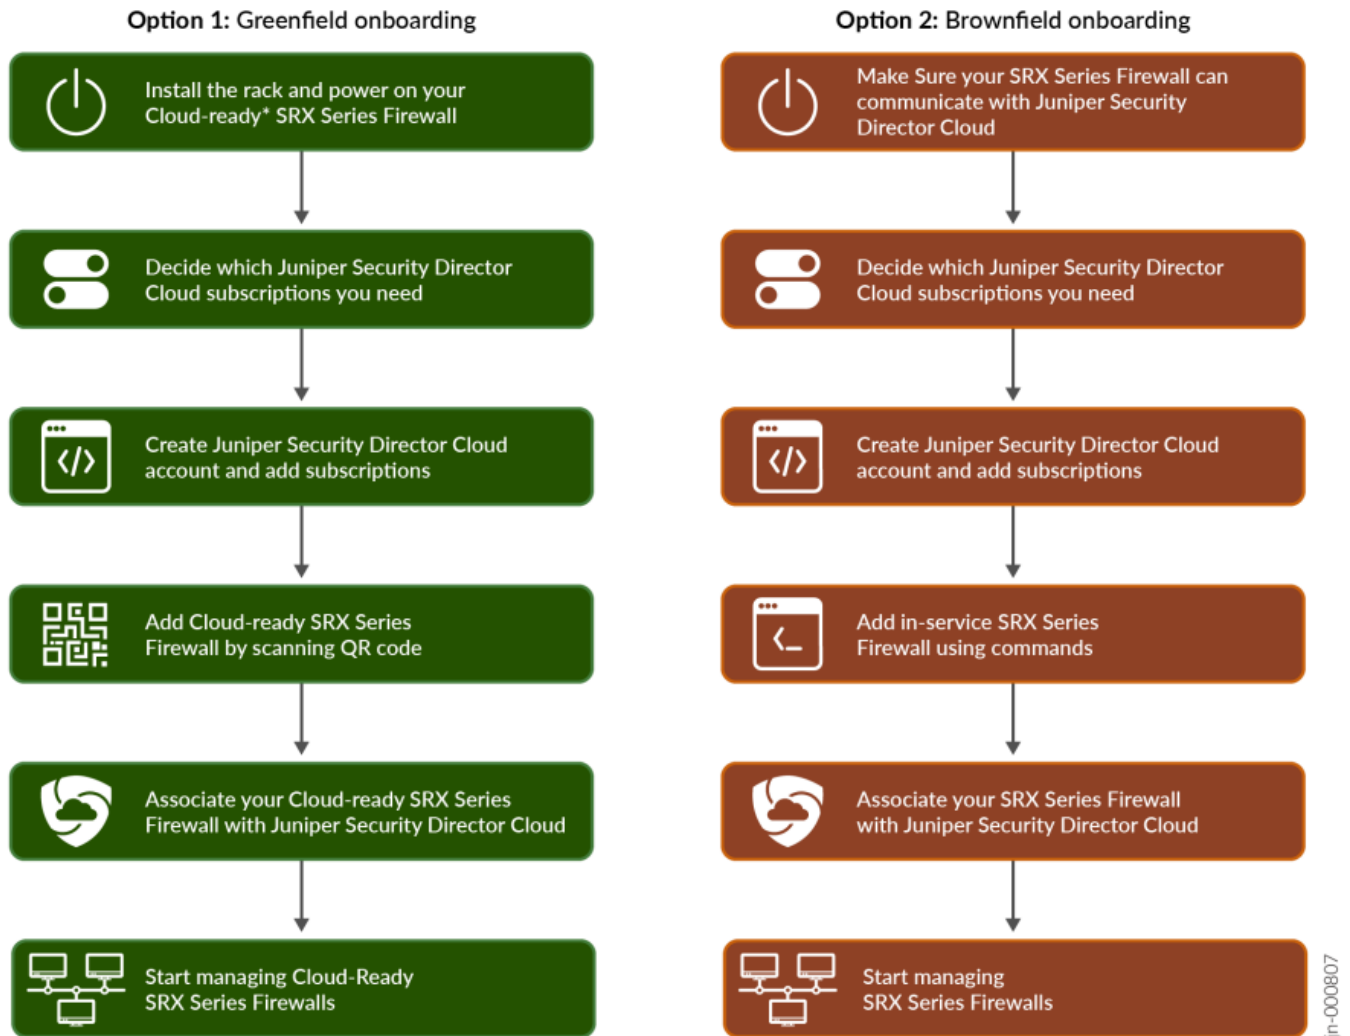 Option 1: Greenfield onboarding
Install the rack and power on your
Cloud-ready* SRX Series Firewall
Decide which Juniper Security Director
Cloud subscriptions you need
Create Juniper Security Director Cloud
account and add subscriptions
Add Cloud-ready SRX Series
Firewall by scanning QR code
Associate your Cloud-ready SRX Series
Firewall with Juniper Security Director Cloud
Start managing Cloud-Ready
SRX Series Firewalls
Option 2: Brownfield onboarding
Make Sure your SRX Series Firewall can
communicate with Juniper Security
Director Cloud
Decide which Juniper Security Director
Cloud subscriptions you need
Create Juniper Security Director Cloud
account and add subscriptions
Add in-service SRX Series
Firewall using commands
Associate your SRX Series Firewall
with Juniper Security Director Cloud
Start managing
SRX Series Firewalls
jn-000807